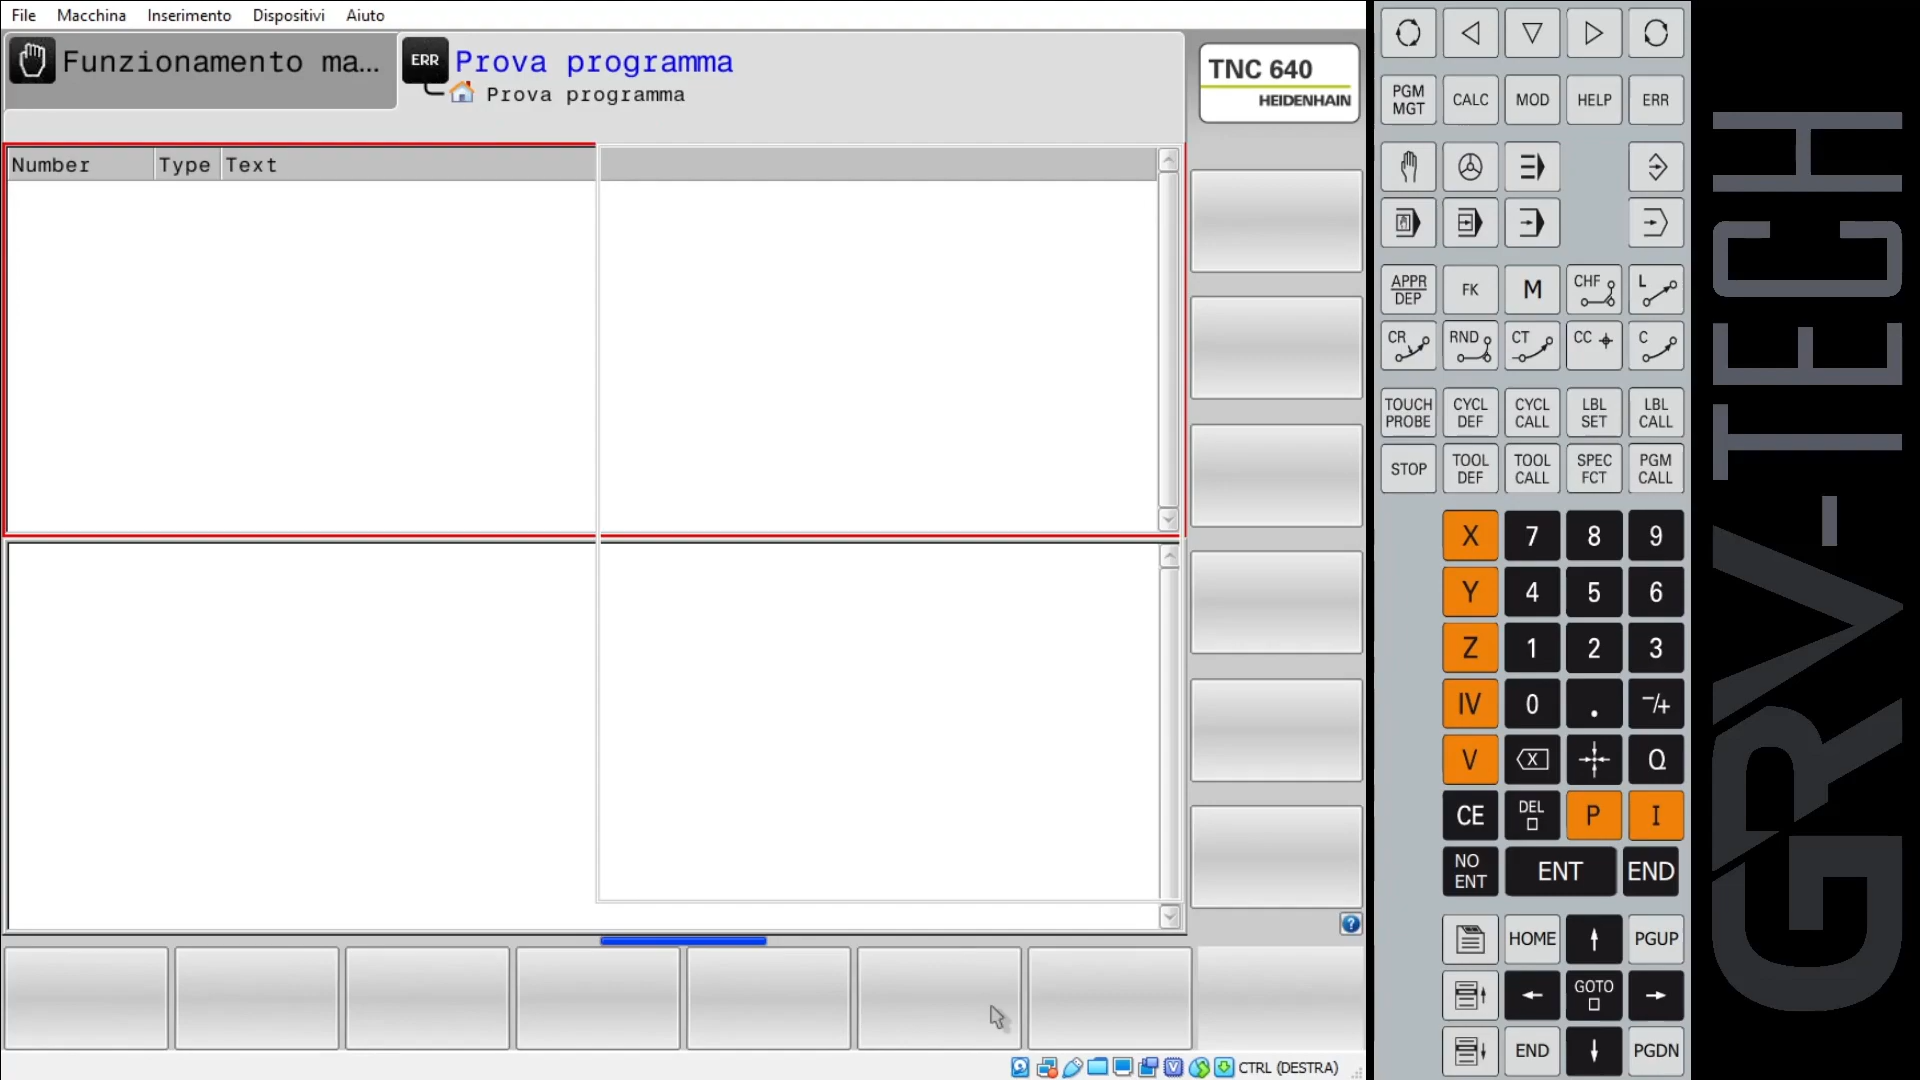 File Macchina Inserimento Dispositivi Aiuto
Funzionamento ma...
ERR
Prova programma
Prova programma
TNC 640
HEIDENHAIN
Number Type Text
CTRL (DESTRA)
PGM MGT CALC MOD HELP ERR
APPR DEP FK M CHF L
CR RND CT CC C
TOUCH PROBE CYCL DEF CYCL CALL LBL SET LBL CALL
STOP TOOL DEF TOOL CALL SPEC FCT PGM CALL
X 7 8 9
Y 4 5 6
Z 1 2 3
IV 0 . -/+
V X Q
CE DEL P I
NO ENT ENT END
HOME PGUP
GOTO
END PGDN
GRV-TECH